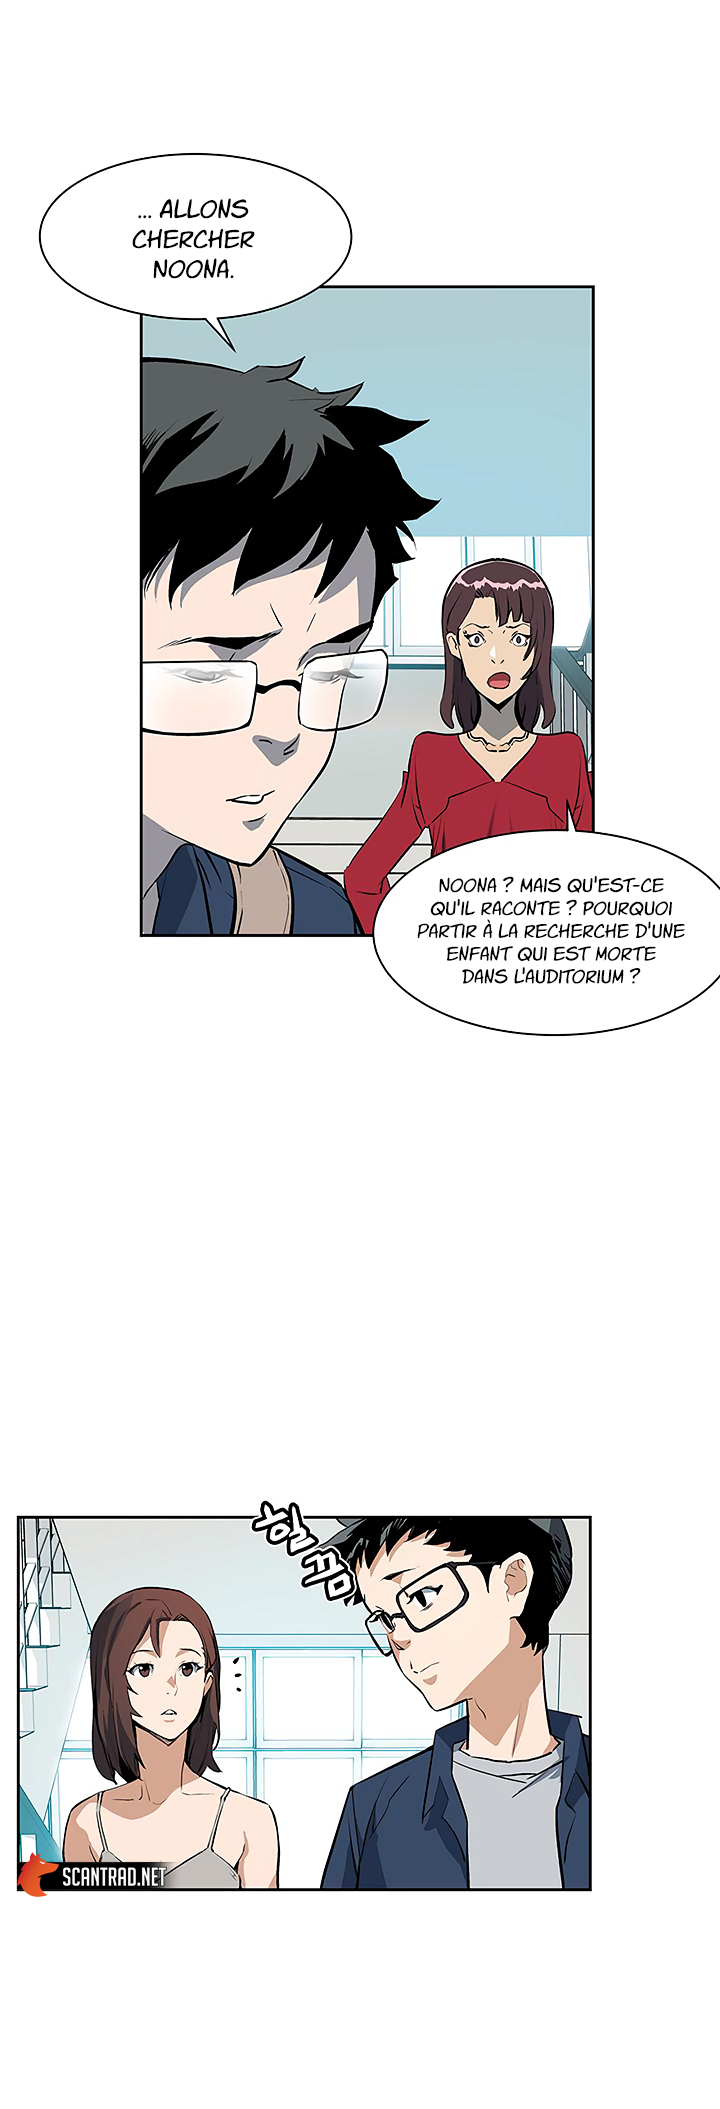 ... ALLONS
CHERCHER
NOONA.
NOONA ? MAIS QU'EST-CE
QU'IL RACONTE ? POURQUOI
PARTIR À LA RECHERCHE D'UNE
ENFANT QUI EST MORTE
DANS L'AUDITORIUM ?
힐끔
SCANTRAD.NET